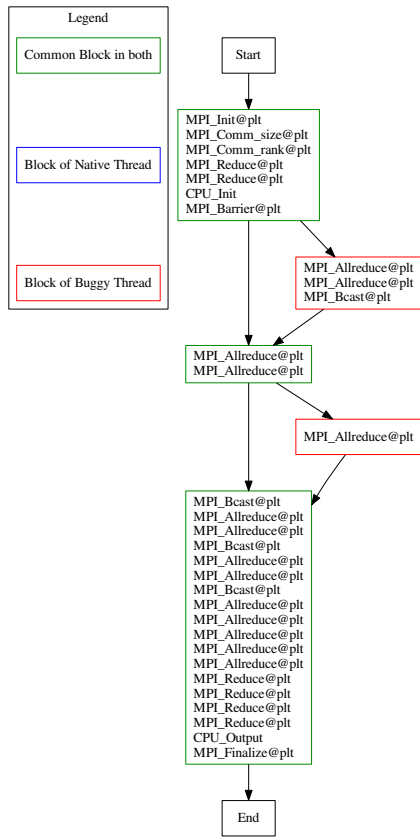 Legend
Common Block in both
Block of Native Thread
Block of Buggy Thread
Start
MPI_Init@plt
MPI_Comm_size@plt
MPI_Comm_rank@plt
MPI_Reduce@plt
MPI_Reduce@plt
CPU_Init
MPI_Barrier@plt
MPI_Allreduce@plt
MPI_Allreduce@plt
MPI_Bcast@plt
MPI_Allreduce@plt
MPI_Allreduce@plt
MPI_Allreduce@plt
MPI_Bcast@plt
MPI_Allreduce@plt
MPI_Allreduce@plt
MPI_Bcast@plt
MPI_Allreduce@plt
MPI_Allreduce@plt
MPI_Bcast@plt
MPI_Allreduce@plt
MPI_Allreduce@plt
MPI_Allreduce@plt
MPI_Allreduce@plt
MPI_Allreduce@plt
MPI_Reduce@plt
MPI_Reduce@plt
MPI_Reduce@plt
MPI_Reduce@plt
CPU_Output
MPI_Finalize@plt
End